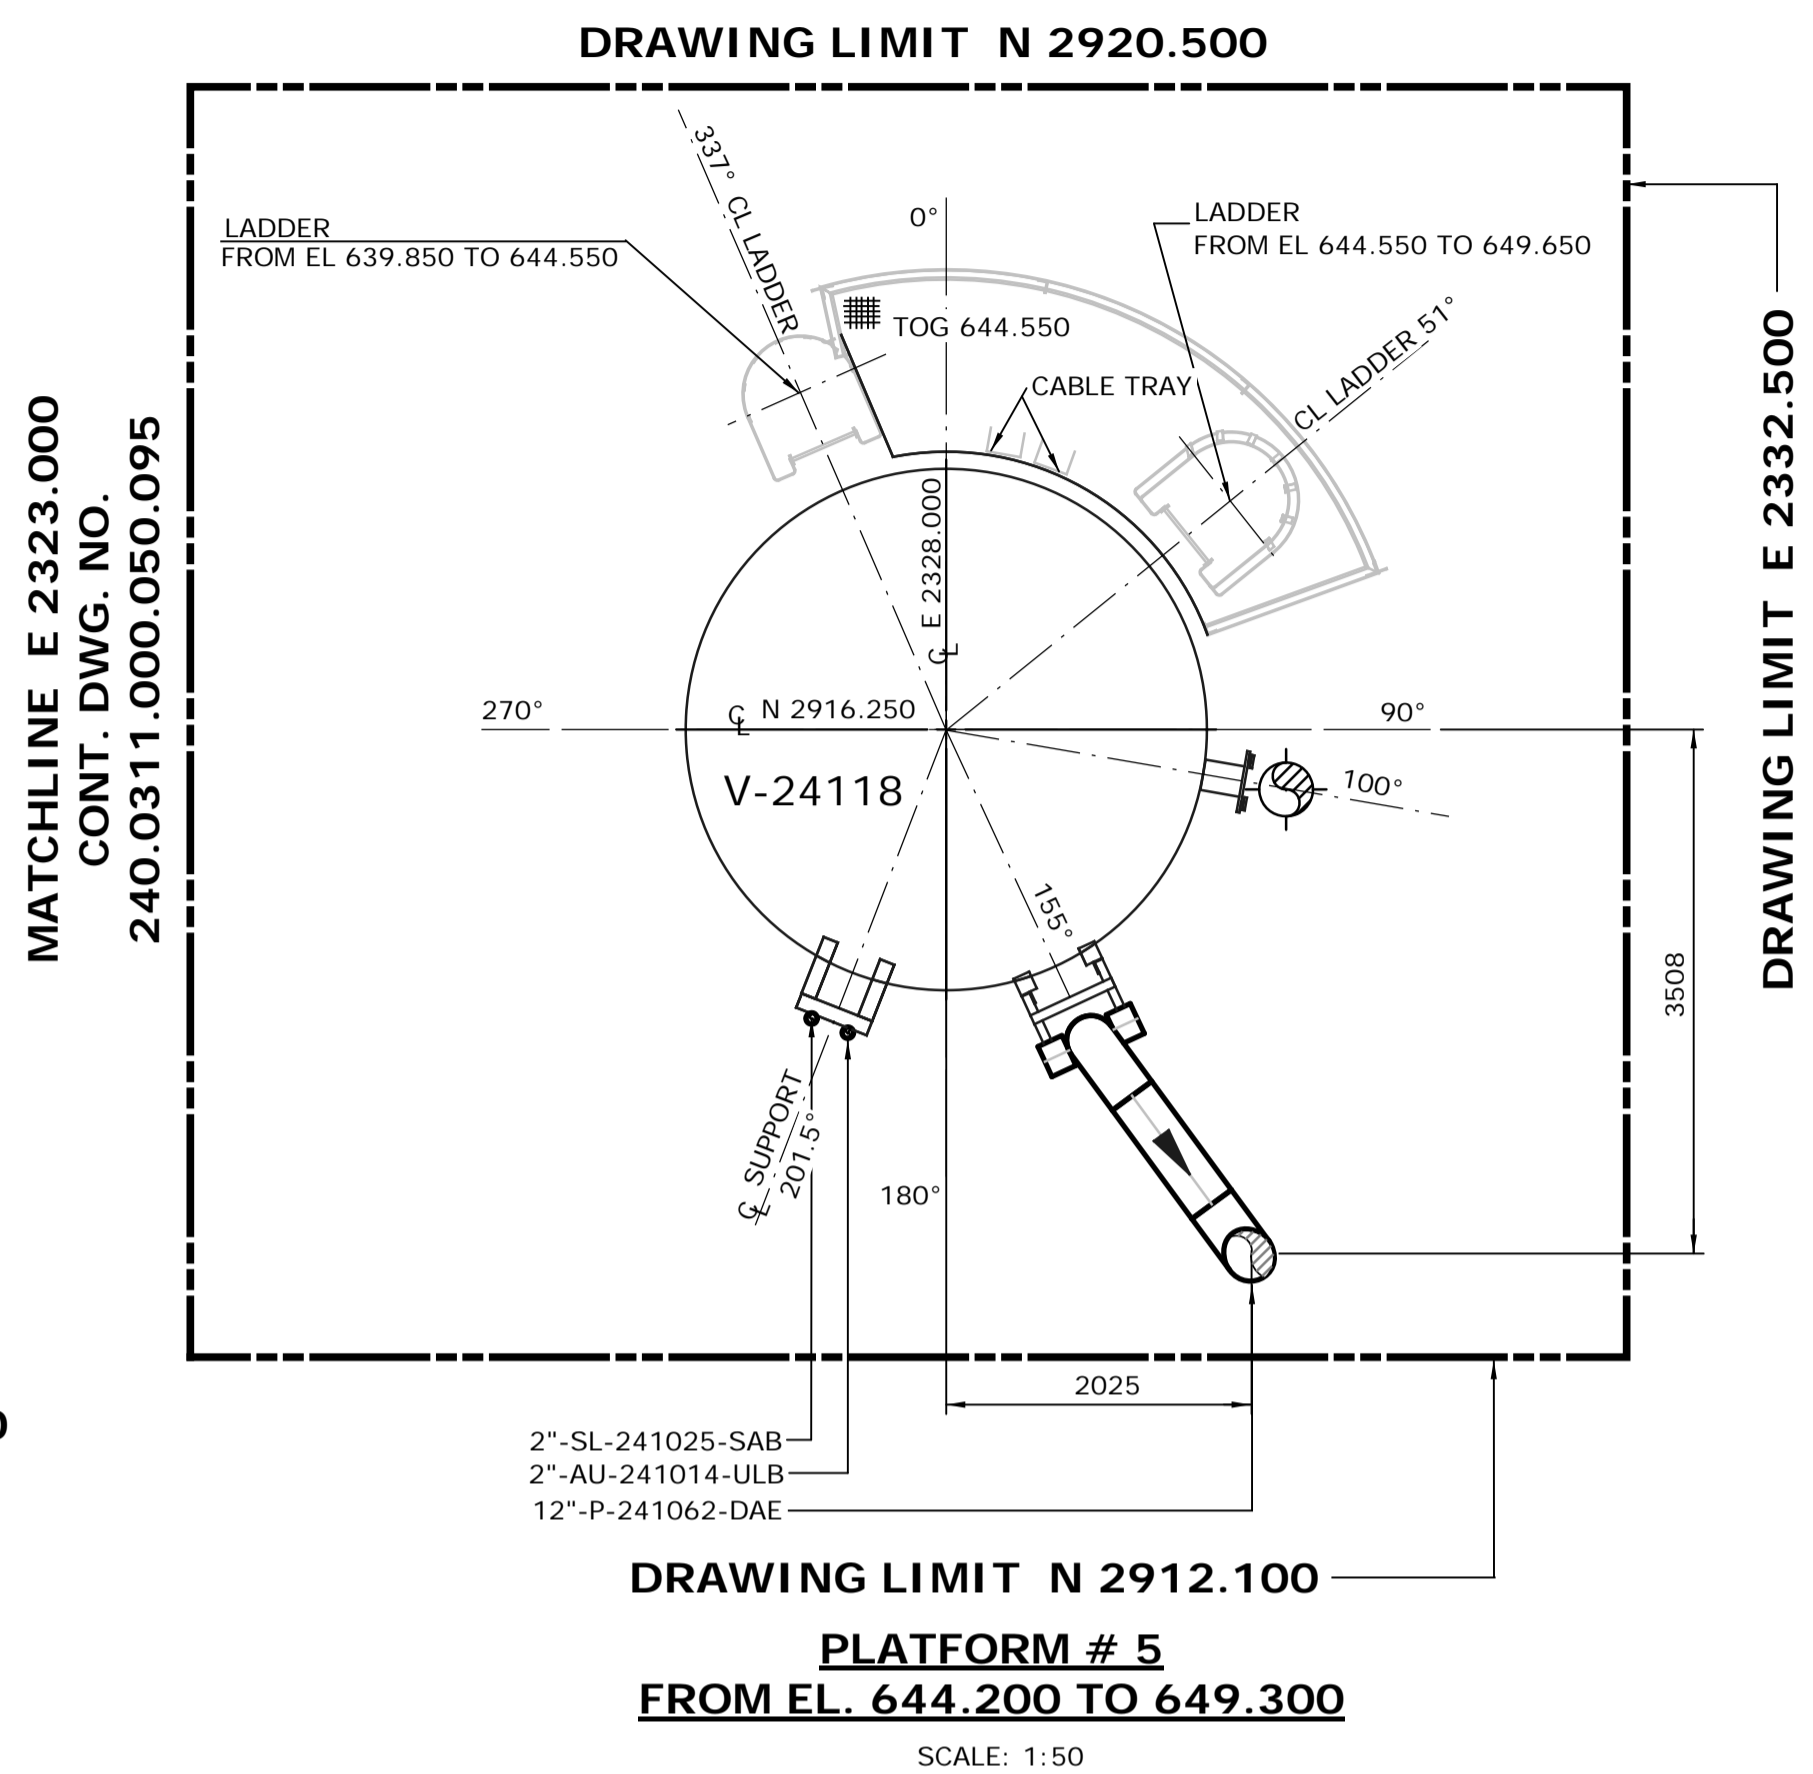 DRAWING LIMIT N 2920.500
337° CL LADDER
0°
LADDER
FROM EL 639.850 TO 644.550
LADDER
FROM EL 644.550 TO 649.650
TOG 644.550
CABLE TRAY
CL LADDER 51°
MATCHLINE E 2323.000
CONT. DWG. NO.
240.0311.000.050.095
DRAWING LIMIT E 2332.500
℄ E 2328.000
270°
℄ N 2916.250
90°
V-24118
100°
155°
3508
℄ SUPPORT
201.5°
180°
2025
2"-SL-241025-SAB
2"-AU-241014-ULB
12"-P-241062-DAE
DRAWING LIMIT N 2912.100
PLATFORM # 5
FROM EL. 644.200 TO 649.300
SCALE: 1:50